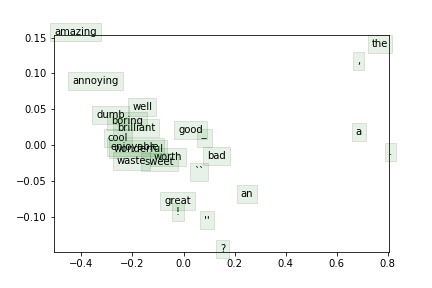 amazing
0.15
the
,
0.10
annoying
0.05
well
dumb
boring
brilliant
good
_
a
cool
0.00
enjoyable
wonderful
.
worth
bad
waste
sweet
−0.05
``
an
great
−0.10
!
''
?
−0.4
−0.2
0.0
0.2
0.4
0.6
0.8